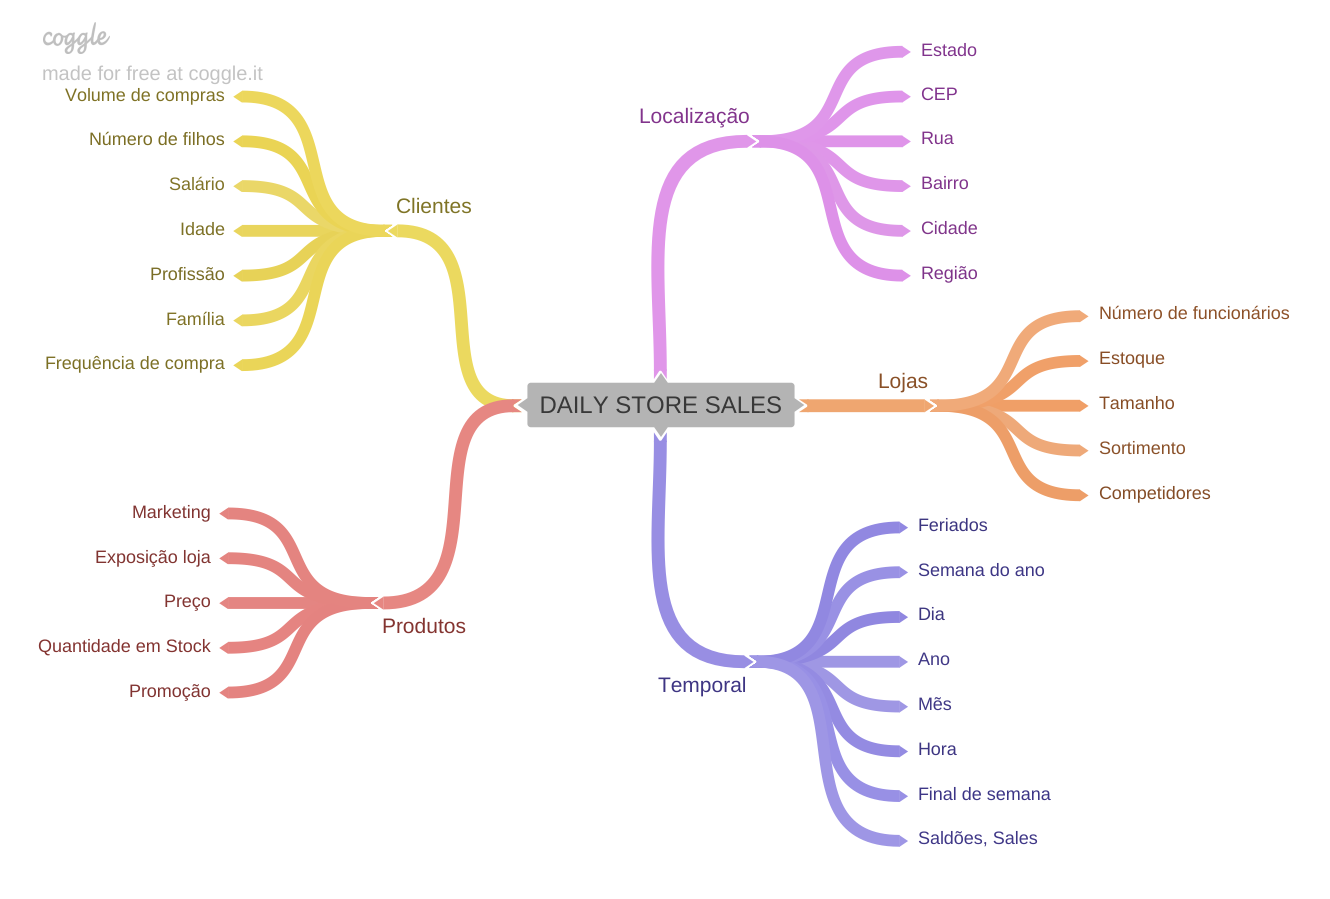 coggle
made for free at coggle.it
Volume de compras
Número de filhos
Salário
Idade
Profissão
Família
Frequência de compra
Clientes
Localização
Estado
CEP
Rua
Bairro
Cidade
Região
DAILY STORE SALES
Lojas
Número de funcionários
Estoque
Tamanho
Sortimento
Competidores
Marketing
Exposição loja
Preço
Quantidade em Stock
Promoção
Produtos
Temporal
Feriados
Semana do ano
Dia
Ano
Mẽs
Hora
Final de semana
Saldões, Sales